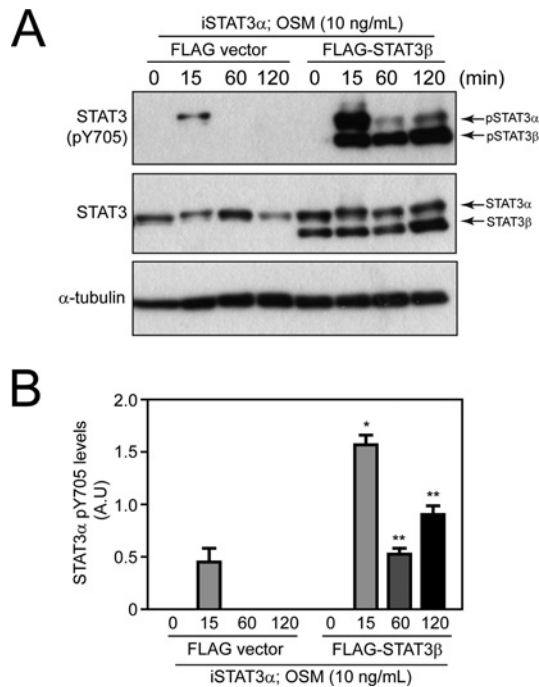 A
iSTAT3α; OSM (10 ng/mL)
FLAG vector FLAG-STAT3β
0 15 60 120 0 15 60 120 (min)
STAT3
(pY705)
pSTAT3α
pSTAT3β
STAT3
STAT3α
STAT3β
α-tubulin
B
STAT3α pY705 levels
(A.U)
2.0
1.5
1.0
0.5
0
*
**
**
0 15 60 120 0 15 60 120
FLAG vector FLAG-STAT3β
iSTAT3α; OSM (10 ng/mL)